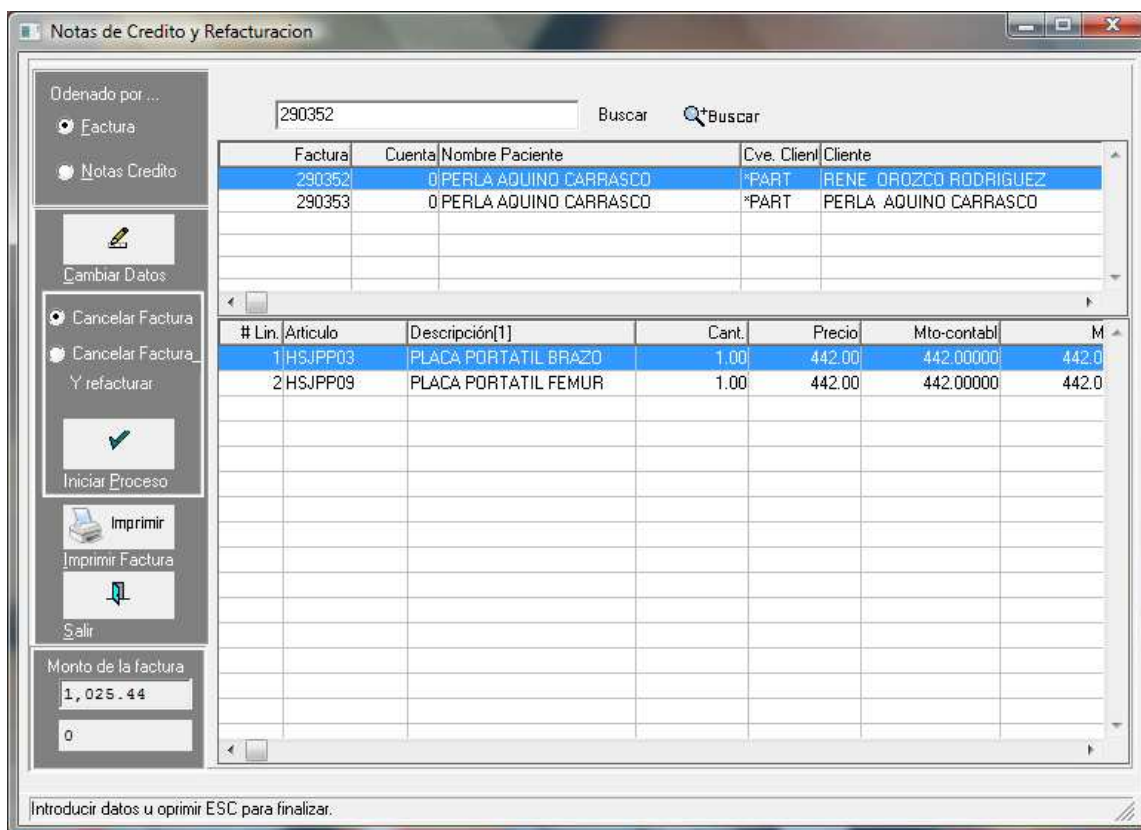 Notas de Credito y Refacturacion
Odenado por ...
Factura
Notas Credito
Cambiar Datos
Cancelar Factura
Cancelar Factura_
Y refacturar
Iniciar Proceso
Imprimir
Imprimir Factura
Salir
Monto de la factura
1,025.44
0
290352 Buscar Buscar
Factura Cuenta Nombre Paciente Cve. Client Cliente
290352 0 PERLA AQUINO CARRASCO *PART RENE OROZCO RODRIGUEZ
290353 0 PERLA AQUINO CARRASCO *PART PERLA AQUINO CARRASCO
# Lin. Articulo Descripción[1] Cant. Precio Mto-contabl M
1 HSJPP03 PLACA PORTATIL BRAZO 1.00 442.00 442.00000 442.0
2 HSJPP09 PLACA PORTATIL FEMUR 1.00 442.00 442.00000 442.0
Introducir datos u oprimir ESC para finalizar.